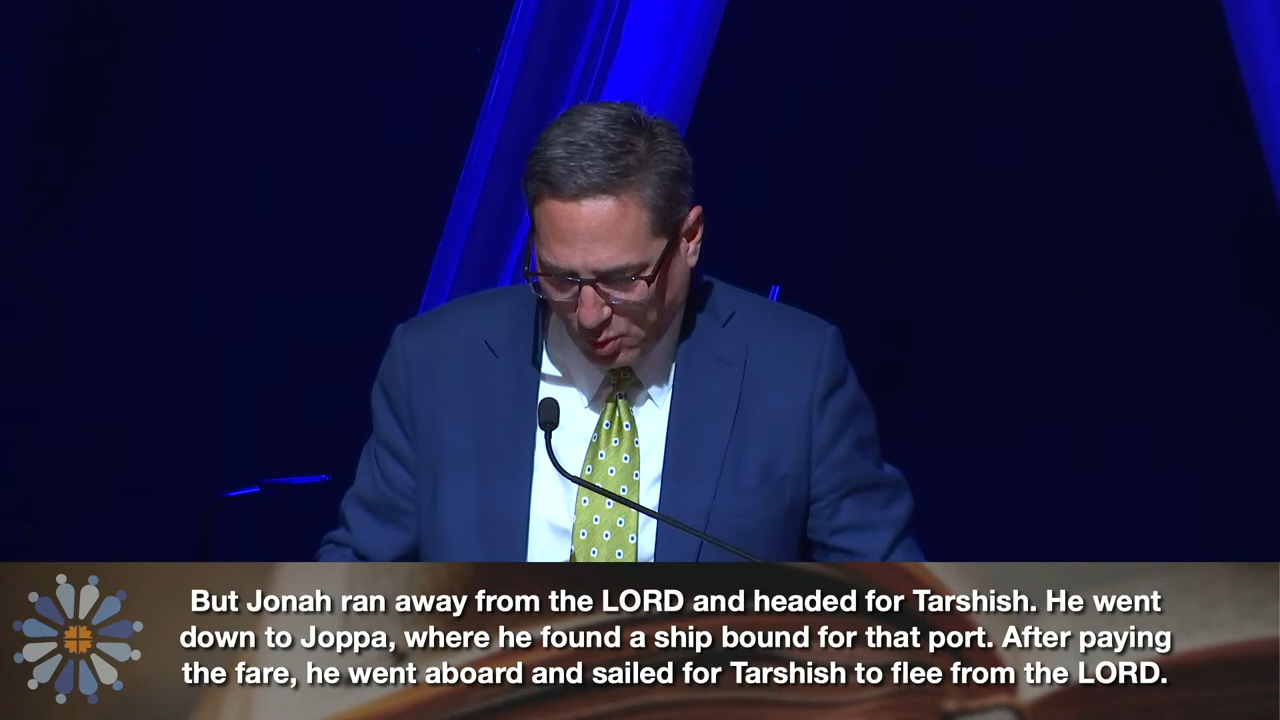 But Jonah ran away from the LORD and headed for Tarshish. He went
down to Joppa, where he found a ship bound for that port. After paying
the fare, he went aboard and sailed for Tarshish to flee from the LORD.